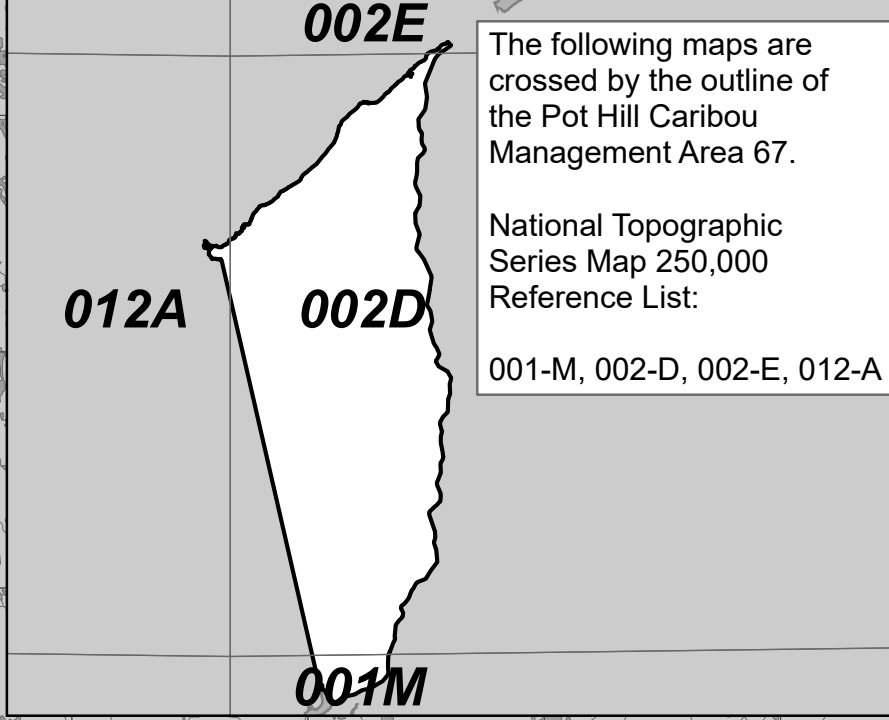 002E
The following maps are
crossed by the outline of
the Pot Hill Caribou
Management Area 67.
National Topographic
Series Map 250,000
Reference List:
001-M, 002-D, 002-E, 012-A
012A
002D
001M